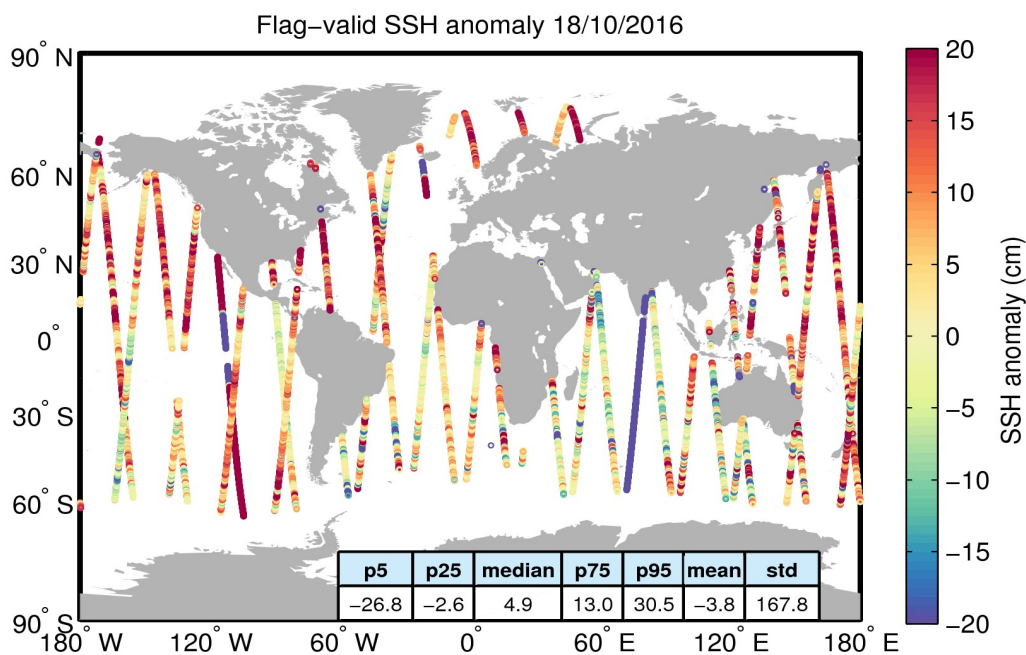 Flag−valid SSH anomaly 18/10/2016
90° N
60° N
30° N
0°
30° S
60° S
90° S
180° W
120° W
60° W
0°
60° E
120° E
180° E
p5 p25 median p75 p95 mean std
−26.8 −2.6 4.9 13.0 30.5 −3.8 167.8
20
15
10
5
0
−5
−10
−15
−20
SSH anomaly (cm)